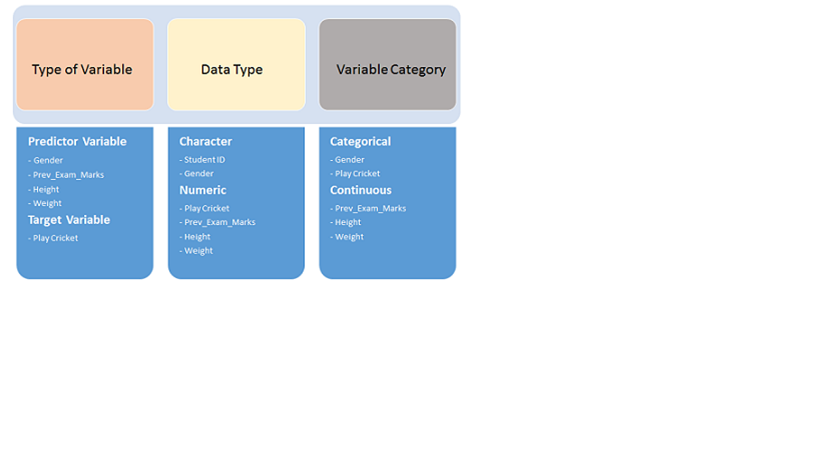 Type of Variable
Data Type
Variable Category
Predictor Variable
- Gender
- Prev_Exam_Marks
- Height
- Weight
Target Variable
- Play Cricket
Character
- Student ID
- Gender
Numeric
- Play Cricket
- Prev_Exam_Marks
- Height
- Weight
Categorical
- Gender
- Play Cricket
Continuous
- Prev_Exam_Marks
- Height
- Weight